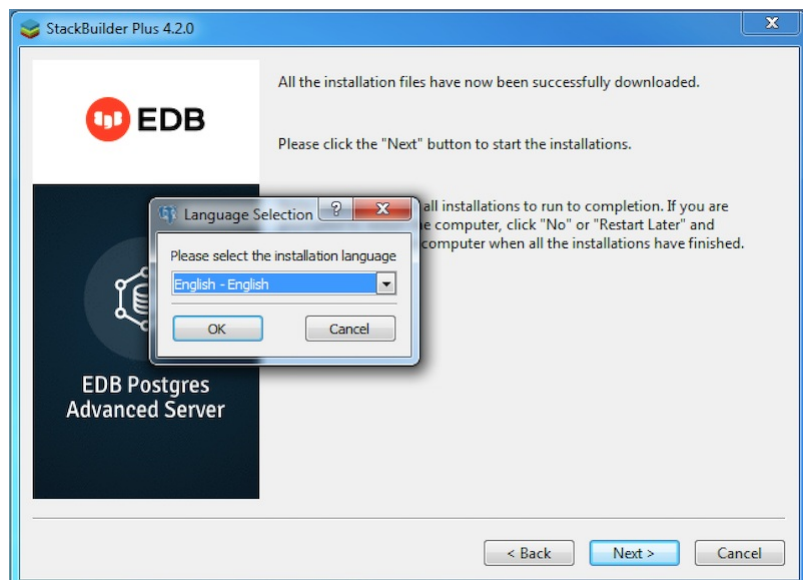 StackBuilder Plus 4.2.0
EDB
All the installation files have now been successfully downloaded.
Please click the "Next" button to start the installations.
all installations to run to completion. If you are
computer, click "No" or "Restart Later" and
computer when all the installations have finished.
Language Selection
Please select the installation language
English - English
OK
Cancel
EDB Postgres
Advanced Server
< Back
Next >
Cancel